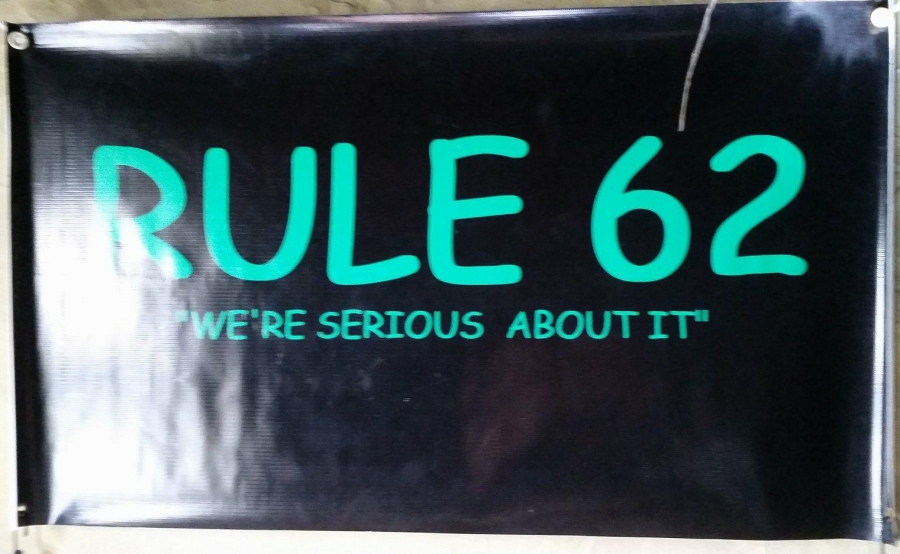 RULE 62
"WE'RE SERIOUS ABOUT IT"